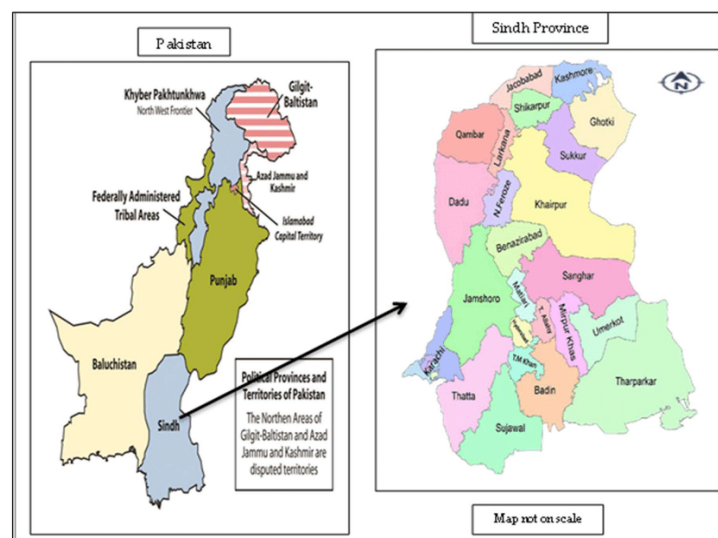 Pakistan
Khyber Pakhtunkhwa
North West Frontier
Gilgit-
Baltistan
Azad Jammu and
Kashmir
Federally Administered
Tribal Areas
Islamabad
Capital Territory
Punjab
Baluchistan
Sindh
Political Provinces and
Territories of Pakistan
The Northen Areas of
Gilgit-Baltistan and Azad
Jammu and Kashmir are
disputed territories
Sindh Province
Jacobabad
Kashmore
Shikarpur
Ghotki
Qambar
Larkana
Sukkur
Dadu
N.Feroze
Khairpur
Benazirabad
Sanghar
Jamshoro
Matiari
T. Allahyar
Mirpur Khas
Umerkot
Karachi
T.M Khan
Thatta
Badin
Tharparkar
Sujawal
N
Map not on scale